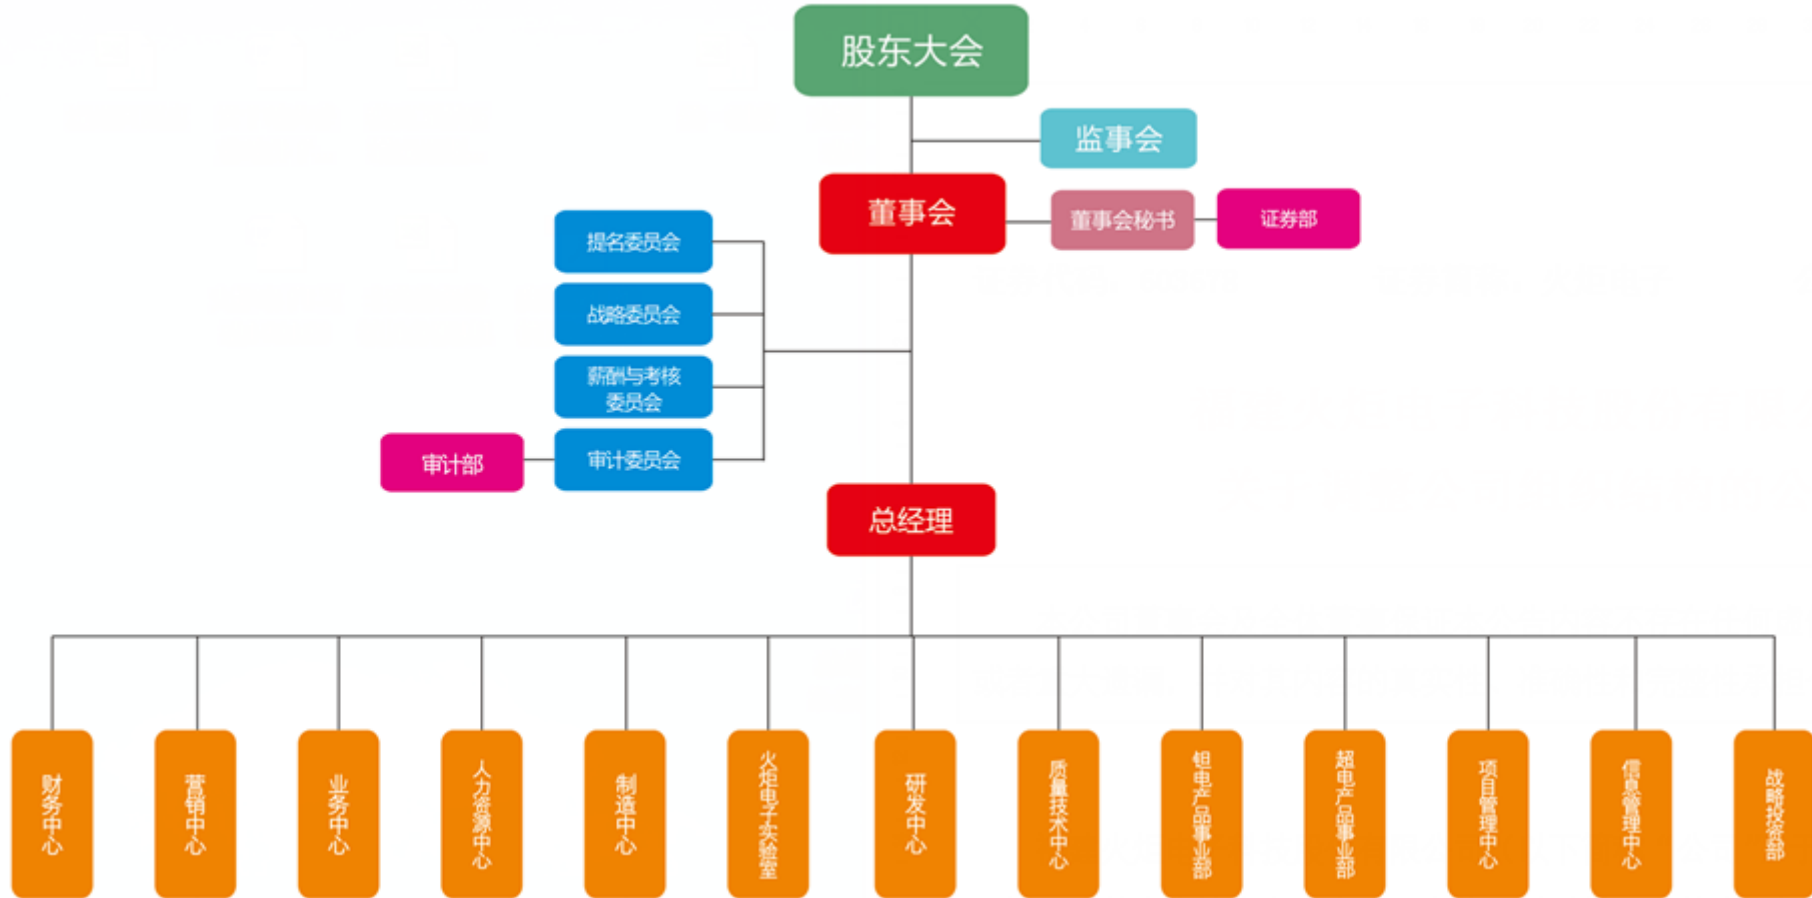 股东大会
监事会
董事会
董事会秘书
证券部
提名委员会
战略委员会
薪酬与考核
委员会
审计部
审计委员会
总经理
财务中心
营销中心
业务中心
人力资源中心
制造中心
火炬电子实验室
研发中心
质量技术中心
钽电产品事业部
超电产品事业部
项目管理中心
信息管理中心
战略投资部